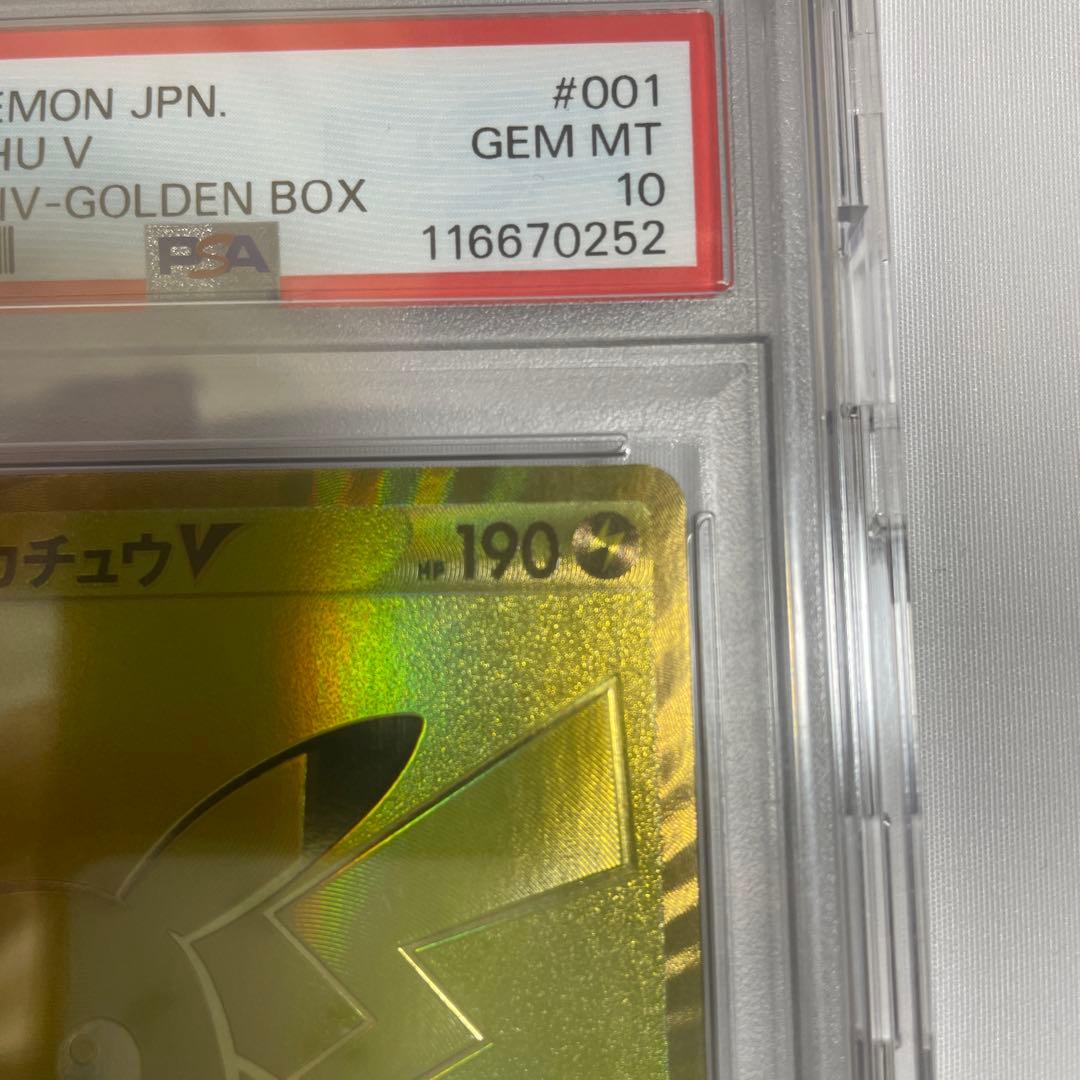 EMON JPN. #001
HU V GEM MT
IV-GOLDEN BOX 10
PSA 116670252
カチュウV HP 190